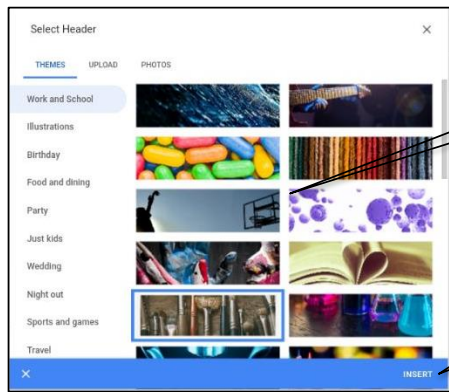 Select Header
THEMES UPLOAD PHOTOS
Work and School
Illustrations
Birthday
Food and dining
Party
Just kids
Wedding
Night out
Sports and games
Travel
INSERT